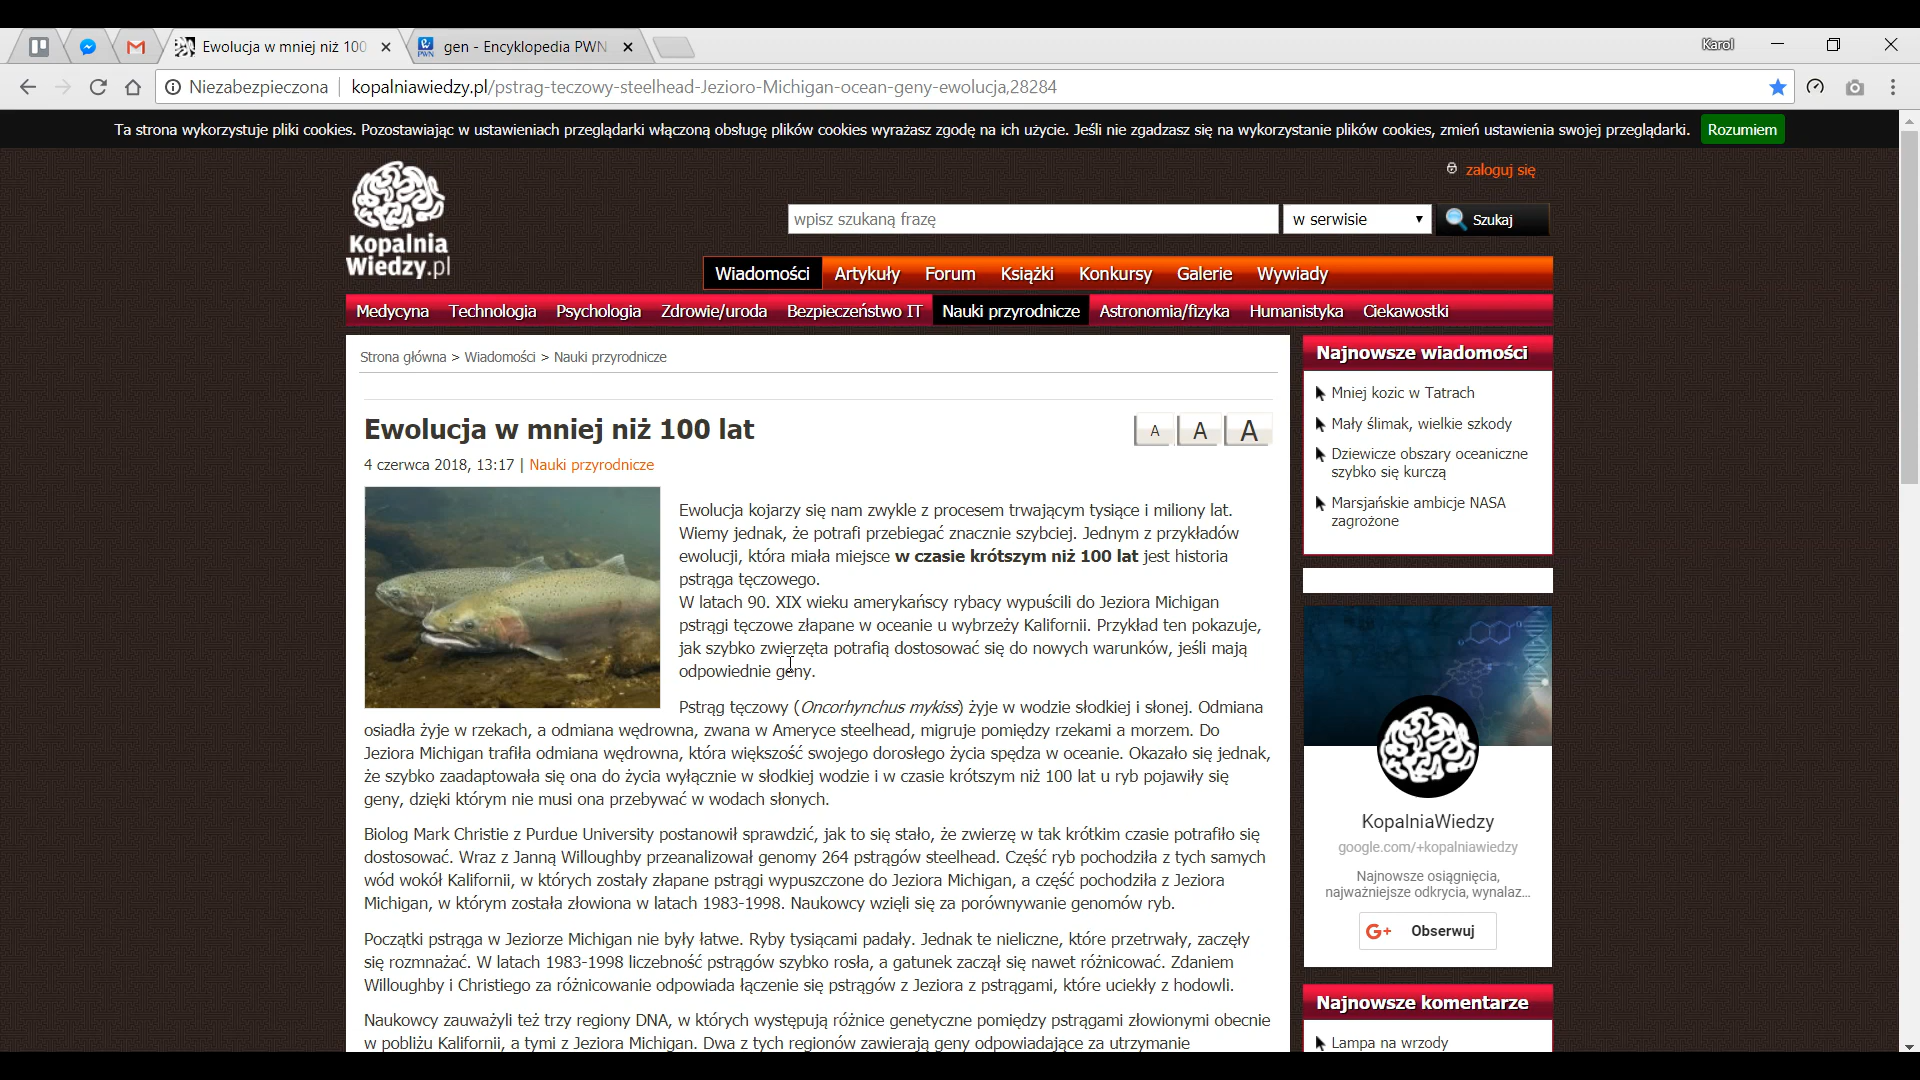 Ewolucja w mniej niż 100
gen - Encyklopedia PWN
Karol
Niezabezpieczona
kopalniawiedzy.pl/pstrag-teczowy-steelhead-Jezioro-Michigan-ocean-geny-ewolucja,28284
Ta strona wykorzystuje pliki cookies. Pozostawiając w ustawieniach przeglądarki włączoną obsługę plików cookies wyrażasz zgodę na ich użycie. Jeśli nie zgadzasz się na wykorzystanie plików cookies, zmień ustawienia swojej przeglądarki.
Rozumiem
zaloguj się
Kopalnia
Wiedzy.pl
wpisz szukaną frazę
w serwisie
Szukaj
Wiadomości Artykuły Forum Książki Konkursy Galerie Wywiady
Medycyna Technologia Psychologia Zdrowie/uroda Bezpieczeństwo IT Nauki przyrodnicze Astronomia/fizyka Humanistyka Ciekawostki
Strona główna > Wiadomości > Nauki przyrodnicze
Ewolucja w mniej niż 100 lat
A A A
4 czerwca 2018, 13:17 | Nauki przyrodnicze
Ewolucja kojarzy się nam zwykle z procesem trwającym tysiące i miliony lat.
Wiemy jednak, że potrafi przebiegać znacznie szybciej. Jednym z przykładów
ewolucji, która miała miejsce w czasie krótszym niż 100 lat jest historia
pstrąga tęczowego.
W latach 90. XIX wieku amerykańscy rybacy wypuścili do Jeziora Michigan
pstrągi tęczowe złapane w oceanie u wybrzeży Kalifornii. Przykład ten pokazuje,
jak szybko zwierzęta potrafią dostosować się do nowych warunków, jeśli mają
odpowiednie geny.
Pstrąg tęczowy (Oncorhynchus mykiss) żyje w wodzie słodkiej i słonej. Odmiana
osiadła żyje w rzekach, a odmiana wędrowna, zwana w Ameryce steelhead, migruje pomiędzy rzekami a morzem. Do
Jeziora Michigan trafiła odmiana wędrowna, która większość swojego dorosłego życia spędza w oceanie. Okazało się jednak,
że szybko zaadaptowała się ona do życia wyłącznie w słodkiej wodzie i w czasie krótszym niż 100 lat u ryb pojawiły się
geny, dzięki którym nie musi ona przebywać w wodach słonych.
Biolog Mark Christie z Purdue University postanowił sprawdzić, jak to się stało, że zwierzę w tak krótkim czasie potrafiło się
dostosować. Wraz z Janną Willoughby przeanalizował genomy 264 pstrągów steelhead. Część ryb pochodziła z tych samych
wód wokół Kalifornii, w których zostały złapane pstrągi wypuszczone do Jeziora Michigan, a część pochodziła z Jeziora
Michigan, w którym została złowiona w latach 1983-1998. Naukowcy wzięli się za porównywanie genomów ryb.
Początki pstrąga w Jeziorze Michigan nie były łatwe. Ryby tysiącami padały. Jednak te nieliczne, które przetrwały, zaczęły
się rozmnażać. W latach 1983-1998 liczebność pstrągów szybko rosła, a gatunek zaczął się nawet różnicować. Zdaniem
Willoughby i Christiego za różnicowanie odpowiada łączenie się pstrągów z Jeziora z pstrągami, które uciekły z hodowli.
Naukowcy zauważyli też trzy regiony DNA, w których występują różnice genetyczne pomiędzy pstrągami złowionymi obecnie
w pobliżu Kalifornii, a tymi z Jeziora Michigan. Dwa z tych regionów zawierają geny odpowiadające za utrzymanie
Najnowsze wiadomości
Mniej kozic w Tatrach
Mały ślimak, wielkie szkody
Dziewicze obszary oceaniczne
szybko się kurczą
Marsjańskie ambicje NASA
zagrożone
KopalniaWiedzy
google.com/+kopalniawiedzy
Najnowsze osiągnięcia,
najważniejsze odkrycia, wynalaz...
G+ Obserwuj
Najnowsze komentarze
Lampa na wrzody